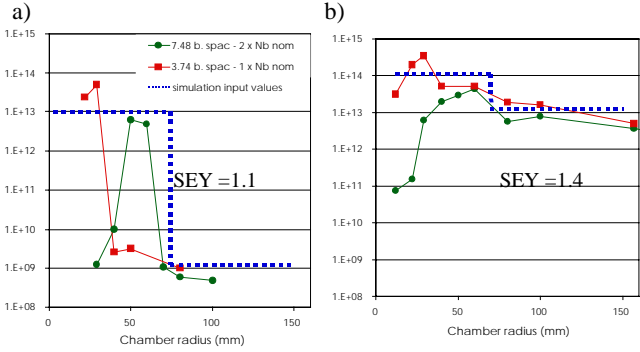 a)
1.E+15
1.E+14
1.E+13
1.E+12
1.E+11
1.E+10
1.E+09
1.E+08
7.48 b. spac - 2 x Nb nom
3.74 b. spac - 1 x Nb nom
simulation input values
SEY =1.1
0
50
100
150
Chamber radius (mm)
b)
1.E+15
1.E+14
1.E+13
1.E+12
1.E+11
1.E+10
1.E+09
1.E+08
SEY =1.4
0
50
100
150
Chamber radius (mm)